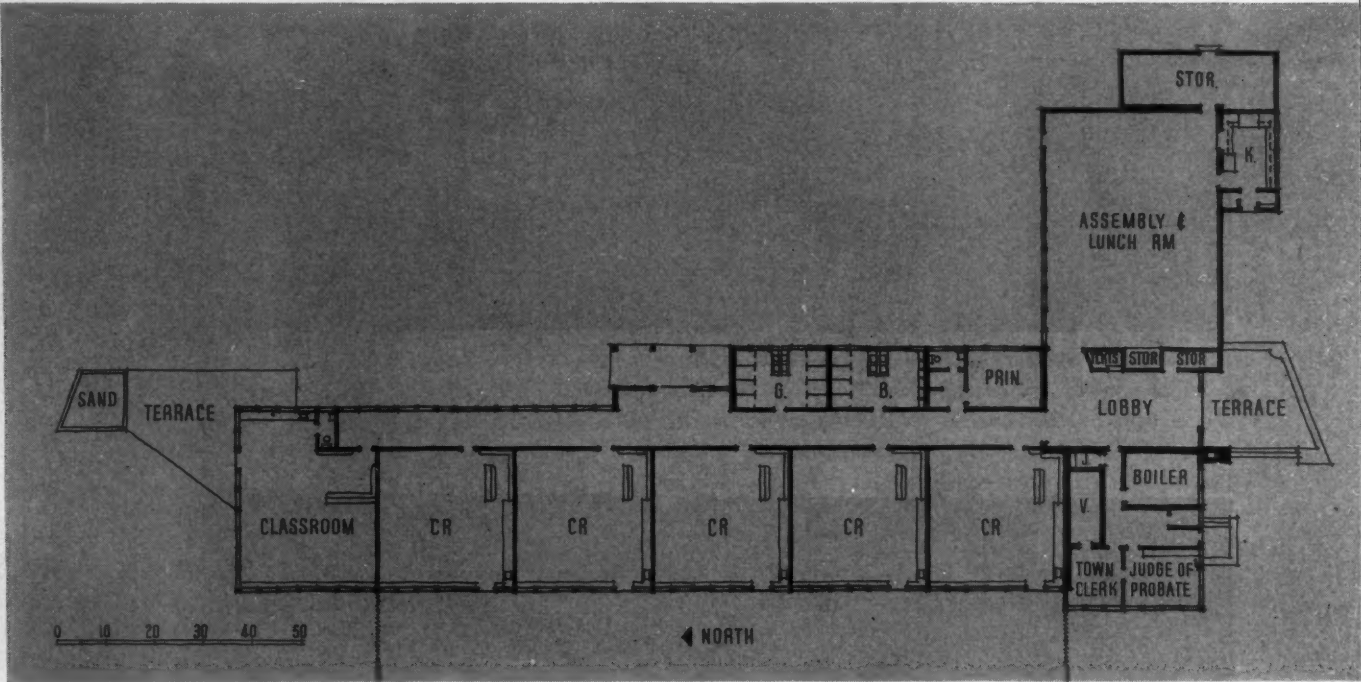 STOR.
K.
ASSEMBLY &
LUNCH RM
STOR
STOR
PRIN.
G.
B.
SAND
TERRACE
LOBBY
TERRACE
J.
BOILER
V.
CLASSROOM
CR
CR
CR
CR
CR
TOWN
CLERK
JUDGE OF
PROBATE
0 10 20 30 40 50
NORTH